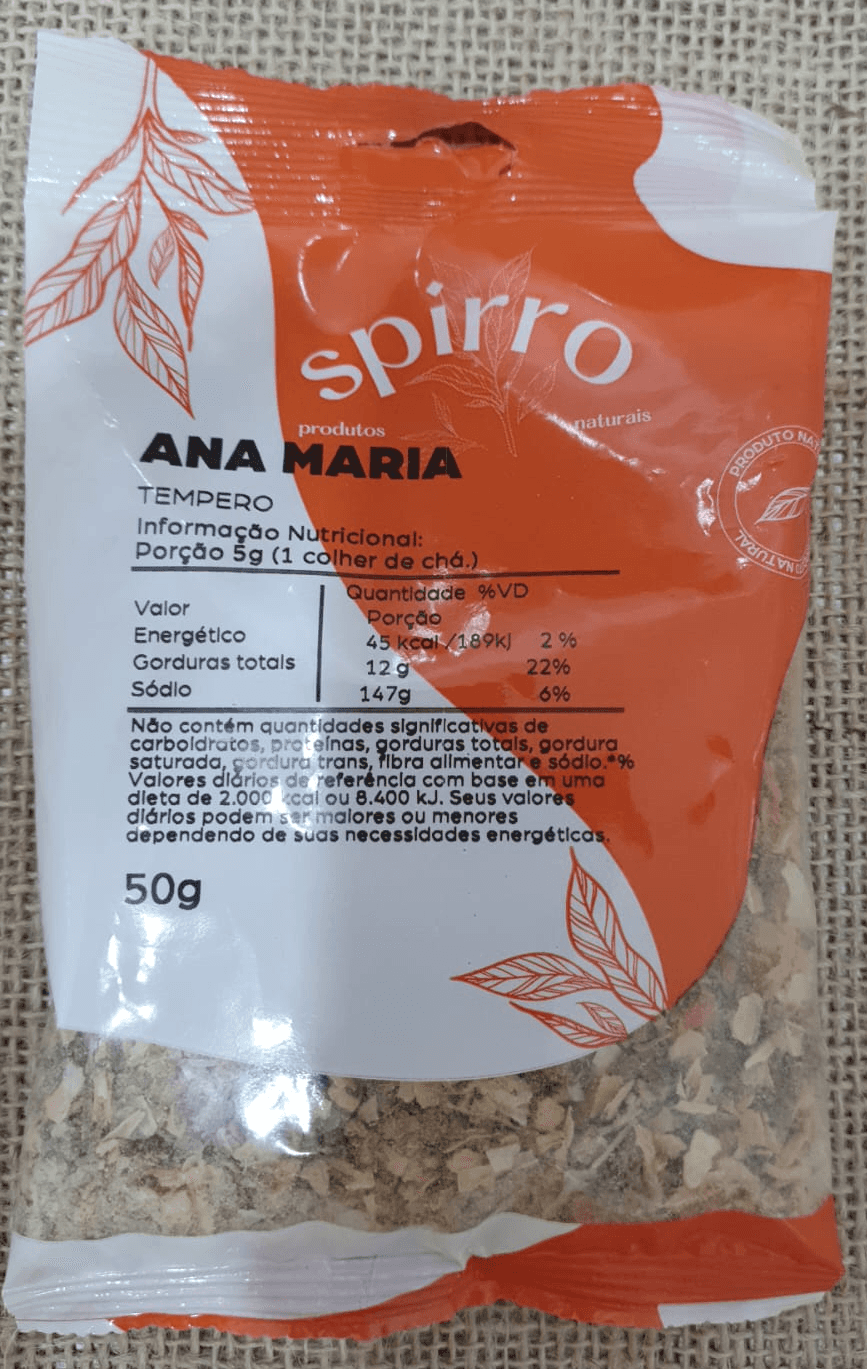 spirro
produtos naturais
ANA MARIA
TEMPERO
Informação Nutricional:
Porção 5g (1 colher de chá.)
Quantidade %VD
Porção
Valor
Energético 45 kcal /189kj 2 %
Gorduras totais 12 g 22%
Sódio 147g 6%
Não contém quantidades significativas de
carboidratos, proteínas, gorduras totais, gordura
saturada, gordura trans, fibra alimentar e sódio.*%
Valores diários de referência com base em uma
dieta de 2.000 kcal ou 8.400 kJ. Seus valores
diários podem ser maiores ou menores
dependendo de suas necessidades energéticas.
50g
PRODUTO
NATURAL